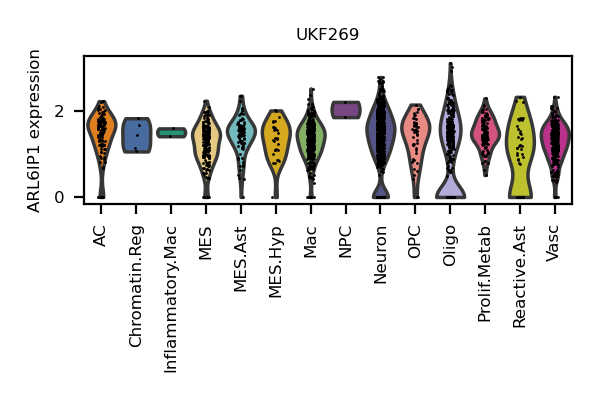 UKF269
ARL6IP1 expression
2
0
AC
Chromatin.Reg
Inflammatory.Mac
MES
MES.Ast
MES.Hyp
Mac
NPC
Neuron
OPC
Oligo
Prolif.Metab
Reactive.Ast
Vasc